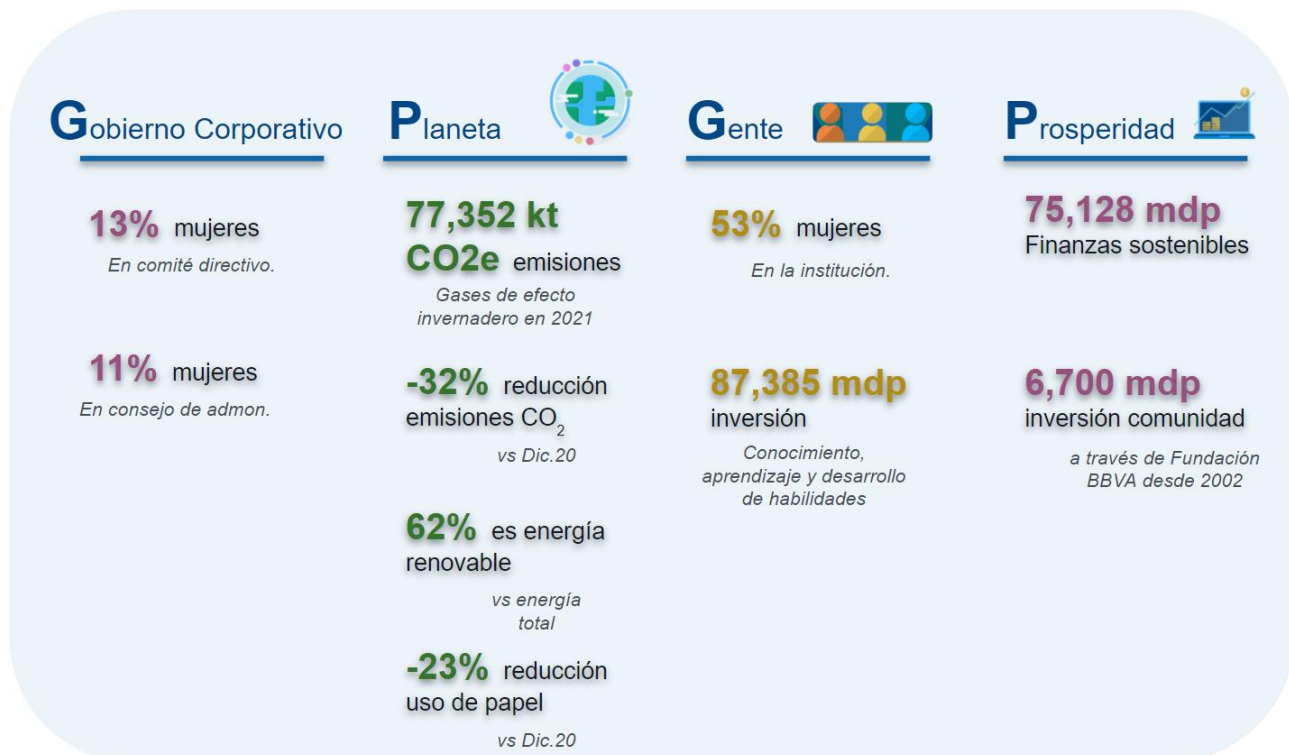 Gobierno Corporativo
13% mujeres
En comité directivo.
11% mujeres
En consejo de admon.
Planeta
77,352 kt
CO2e emisiones
Gases de efecto
invernadero en 2021
-32% reducción
emisiones CO₂
vs Dic.20
62% es energía
renovable
vs energía
total
-23% reducción
uso de papel
vs Dic.20
Gente
53% mujeres
En la institución.
87,385 mdp
inversión
Conocimiento,
aprendizaje y desarrollo
de habilidades
Prosperidad
75,128 mdp
Finanzas sostenibles
6,700 mdp
inversión comunidad
a través de Fundación
BBVA desde 2002